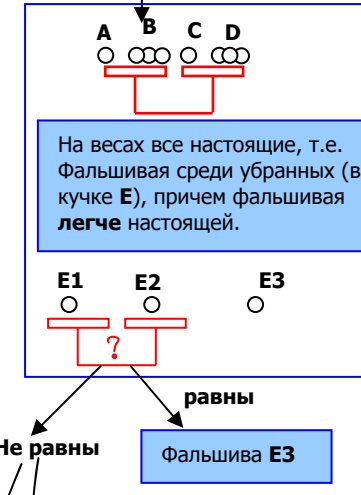 A B C D
На весах все настоящие, т.е.
Фальшивая среди убранных (в
кучке E), причем фальшивая
легче настоящей.
E1 E2 E3
?
равны
Не равны
Фальшива E3